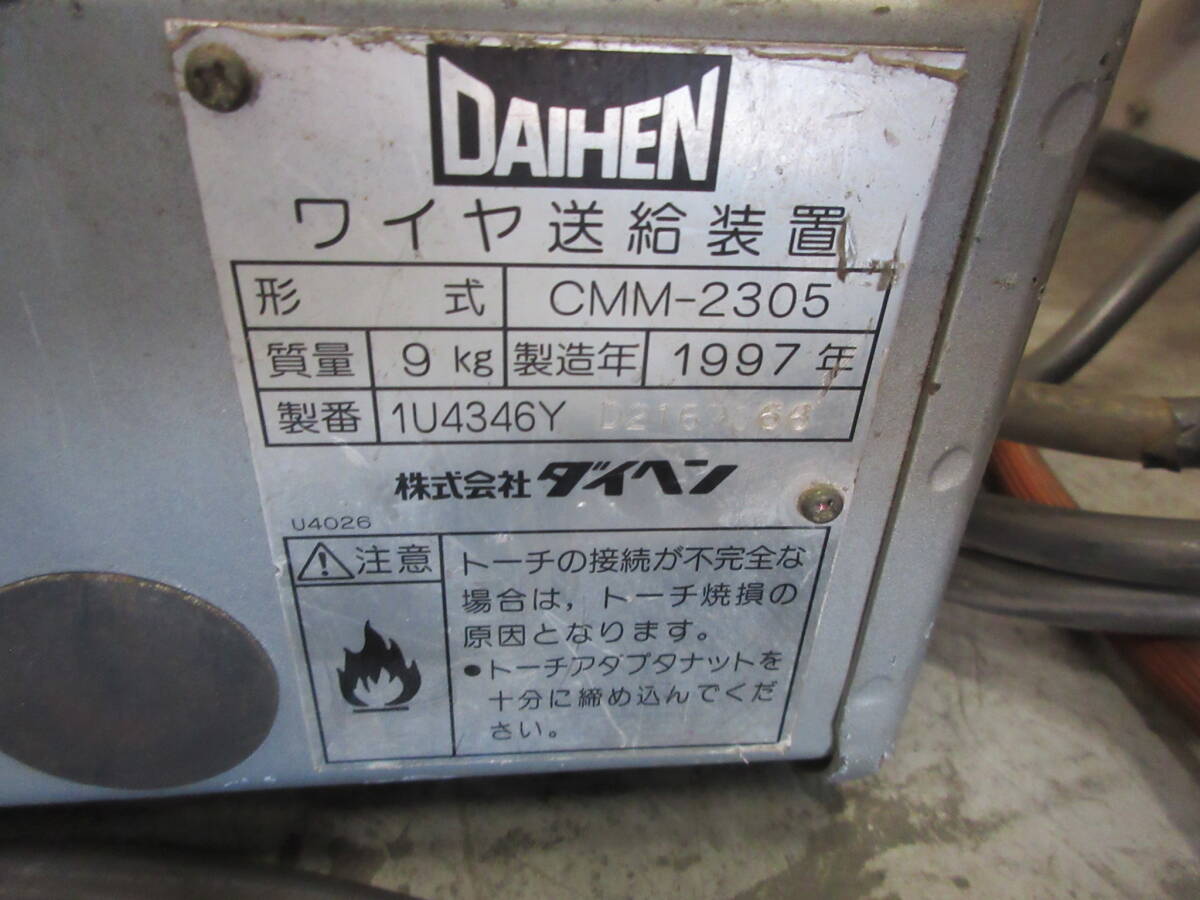 DAIHEN
ワイヤ送給装置
形式 CMM-2305
質量 9 kg 製造年 1997年
製番 1U4346Y
株式会社 ダイヘン
U4026
注意
トーチの接続が不完全な
場合は，トーチ焼損の
原因となります。
●トーチアダプタナットを
十分に締め込んでくだ
さい。